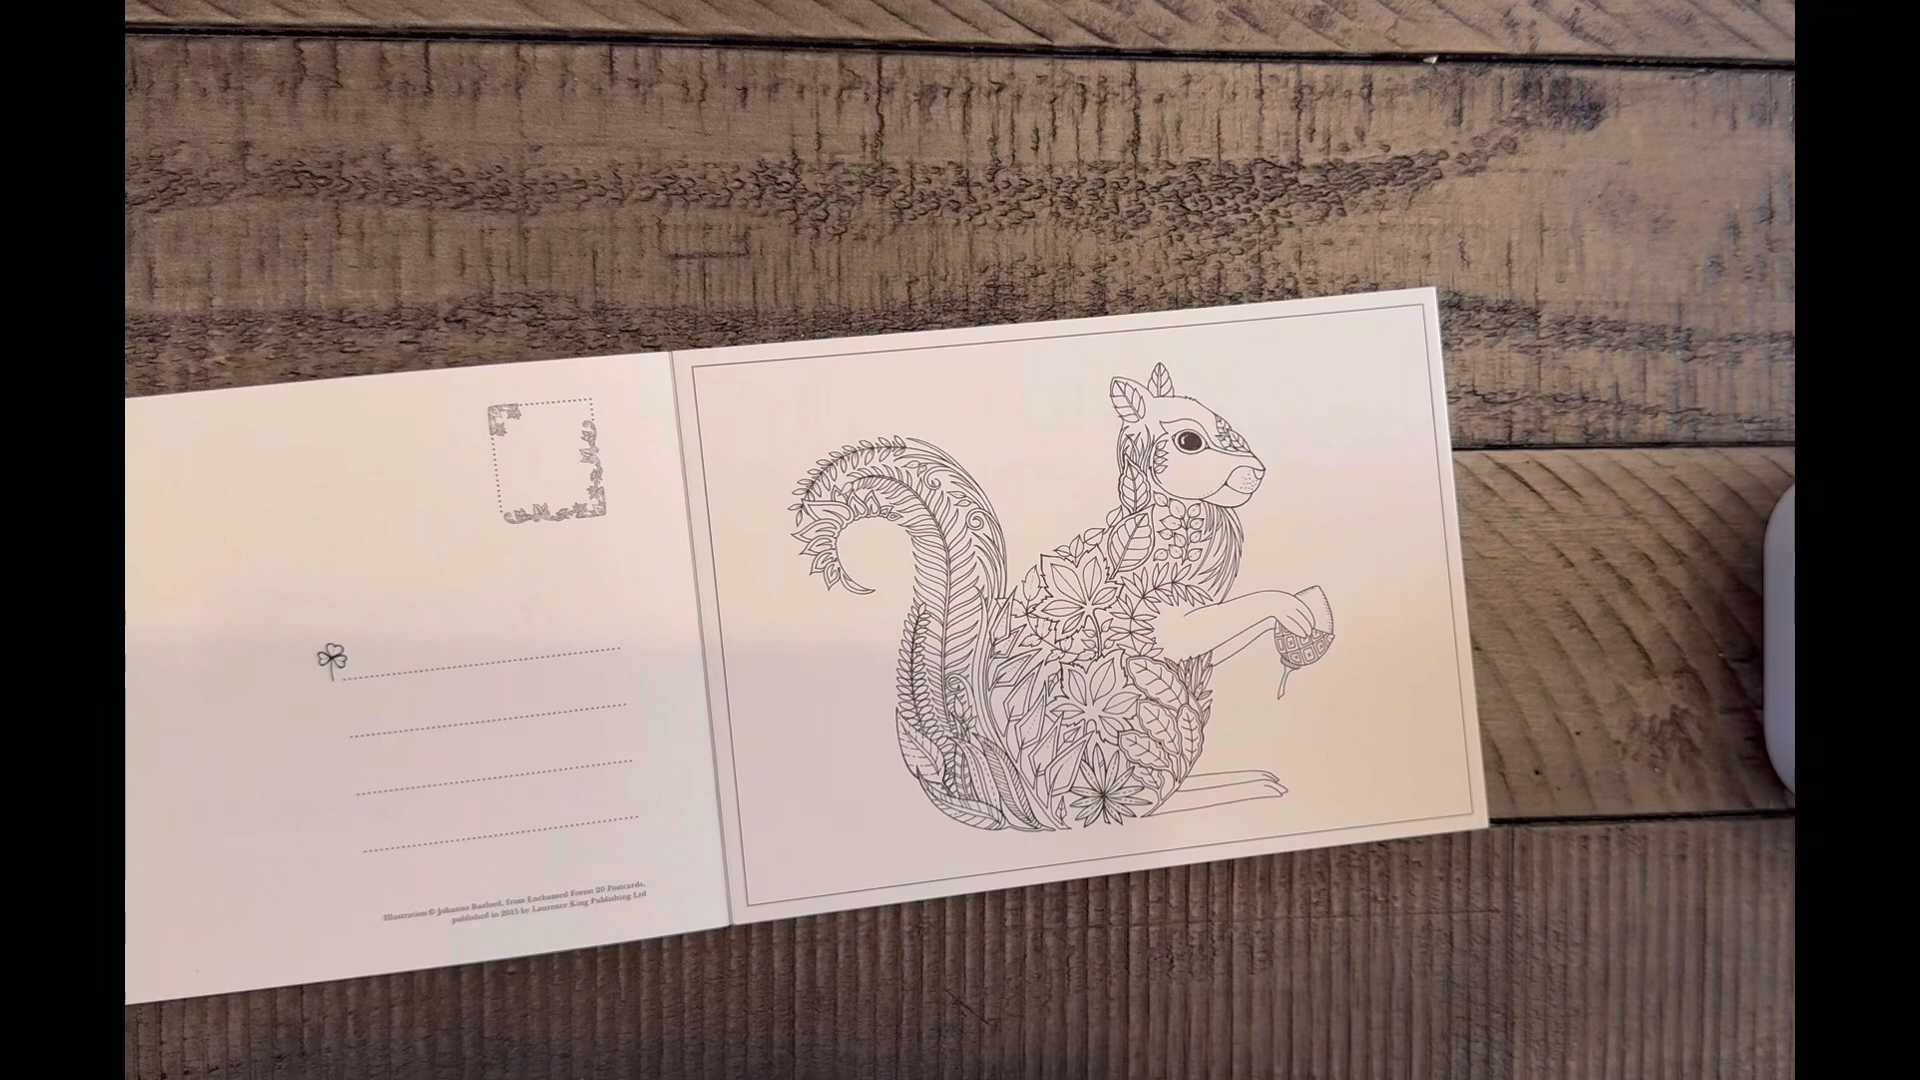 Illustration © Johanna Basford, from Enchanted Forest 20 Postcards,
published in 2015 by Laurence King Publishing Ltd